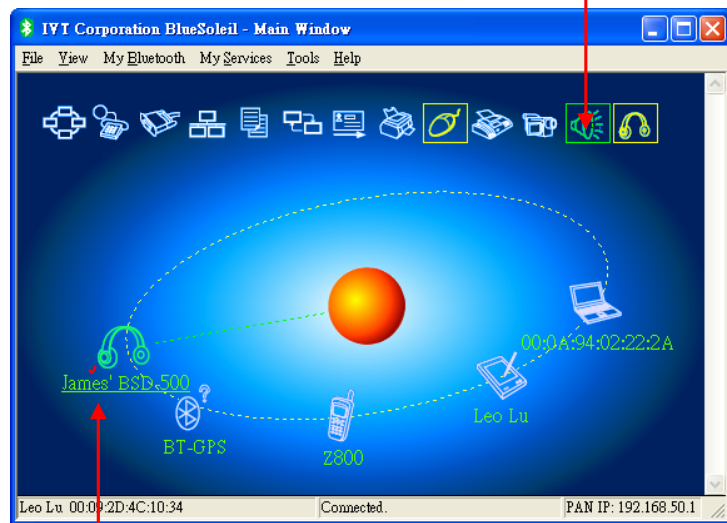 IVT Corporation BlueSoleil - Main Window
File View My Bluetooth My Services Tools Help
00:0A:94:02:22:2A
James' BSD-500
Leo Lu
BT-GPS
Z800
Leo Lu 00:09:2D:4C:10:34 Connected. PAN IP: 192.168.50.1